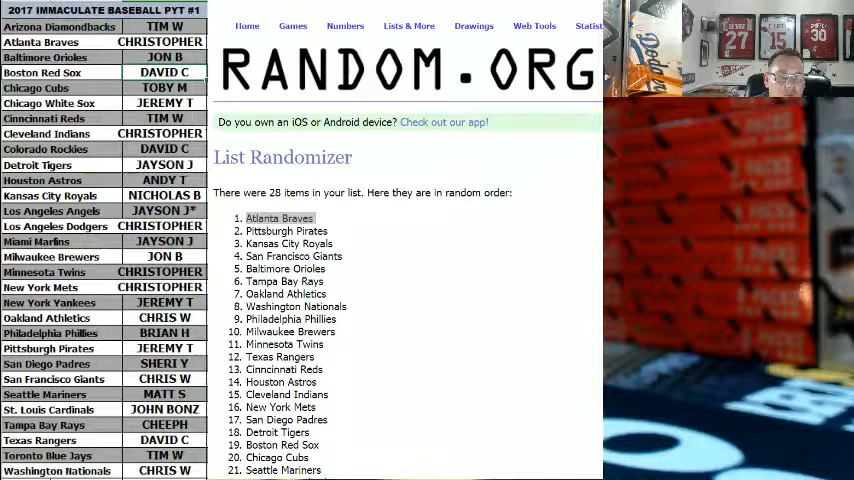 2017 IMMACULATE BASEBALL PYT #1
Arizona Diamondbacks TIM W
Atlanta Braves CHRISTOPHER
Baltimore Orioles JON B
Boston Red Sox DAVID C
Chicago Cubs TOBY M
Chicago White Sox JEREMY T
Cinncinati Reds TIM W
Cleveland Indians CHRISTOPHER
Colorado Rockies DAVID C
Detroit Tigers JAYSON J
Houston Astros ANDY T
Kansas City Royals NICHOLAS B
Los Angeles Angels JAYSON J*
Los Angeles Dodgers CHRISTOPHER
Miami Marlins JAYSON J
Milwaukee Brewers JON B
Minnesota Twins CHRISTOPHER
New York Mets CHRISTOPHER
New York Yankees JEREMY T
Oakland Athletics CHRIS W
Philadelphia Phillies BRIAN H
Pittsburgh Pirates JEREMY T
San Diego Padres SHERI Y
San Francisco Giants CHRIS W
Seattle Mariners MATT S
St. Louis Cardinals JOHN BONZ
Tampa Bay Rays CHEEPH
Texas Rangers DAVID C
Toronto Blue Jays TIM W
Washington Nationals CHRIS W
Home Games Numbers Lists & More Drawings Web Tools Statist
RANDOM.ORG
Do you own an iOS or Android device? Check out our app!
List Randomizer
There were 28 items in your list. Here they are in random order:
1. Atlanta Braves
2. Pittsburgh Pirates
3. Kansas City Royals
4. San Francisco Giants
5. Baltimore Orioles
6. Tampa Bay Rays
7. Oakland Athletics
8. Washington Nationals
9. Philadelphia Phillies
10. Milwaukee Brewers
11. Minnesota Twins
12. Texas Rangers
13. Cinncinati Reds
14. Houston Astros
15. Cleveland Indians
16. New York Mets
17. San Diego Padres
18. Detroit Tigers
19. Boston Red Sox
20. Chicago Cubs
21. Seattle Mariners
Dodgers
27
15
30